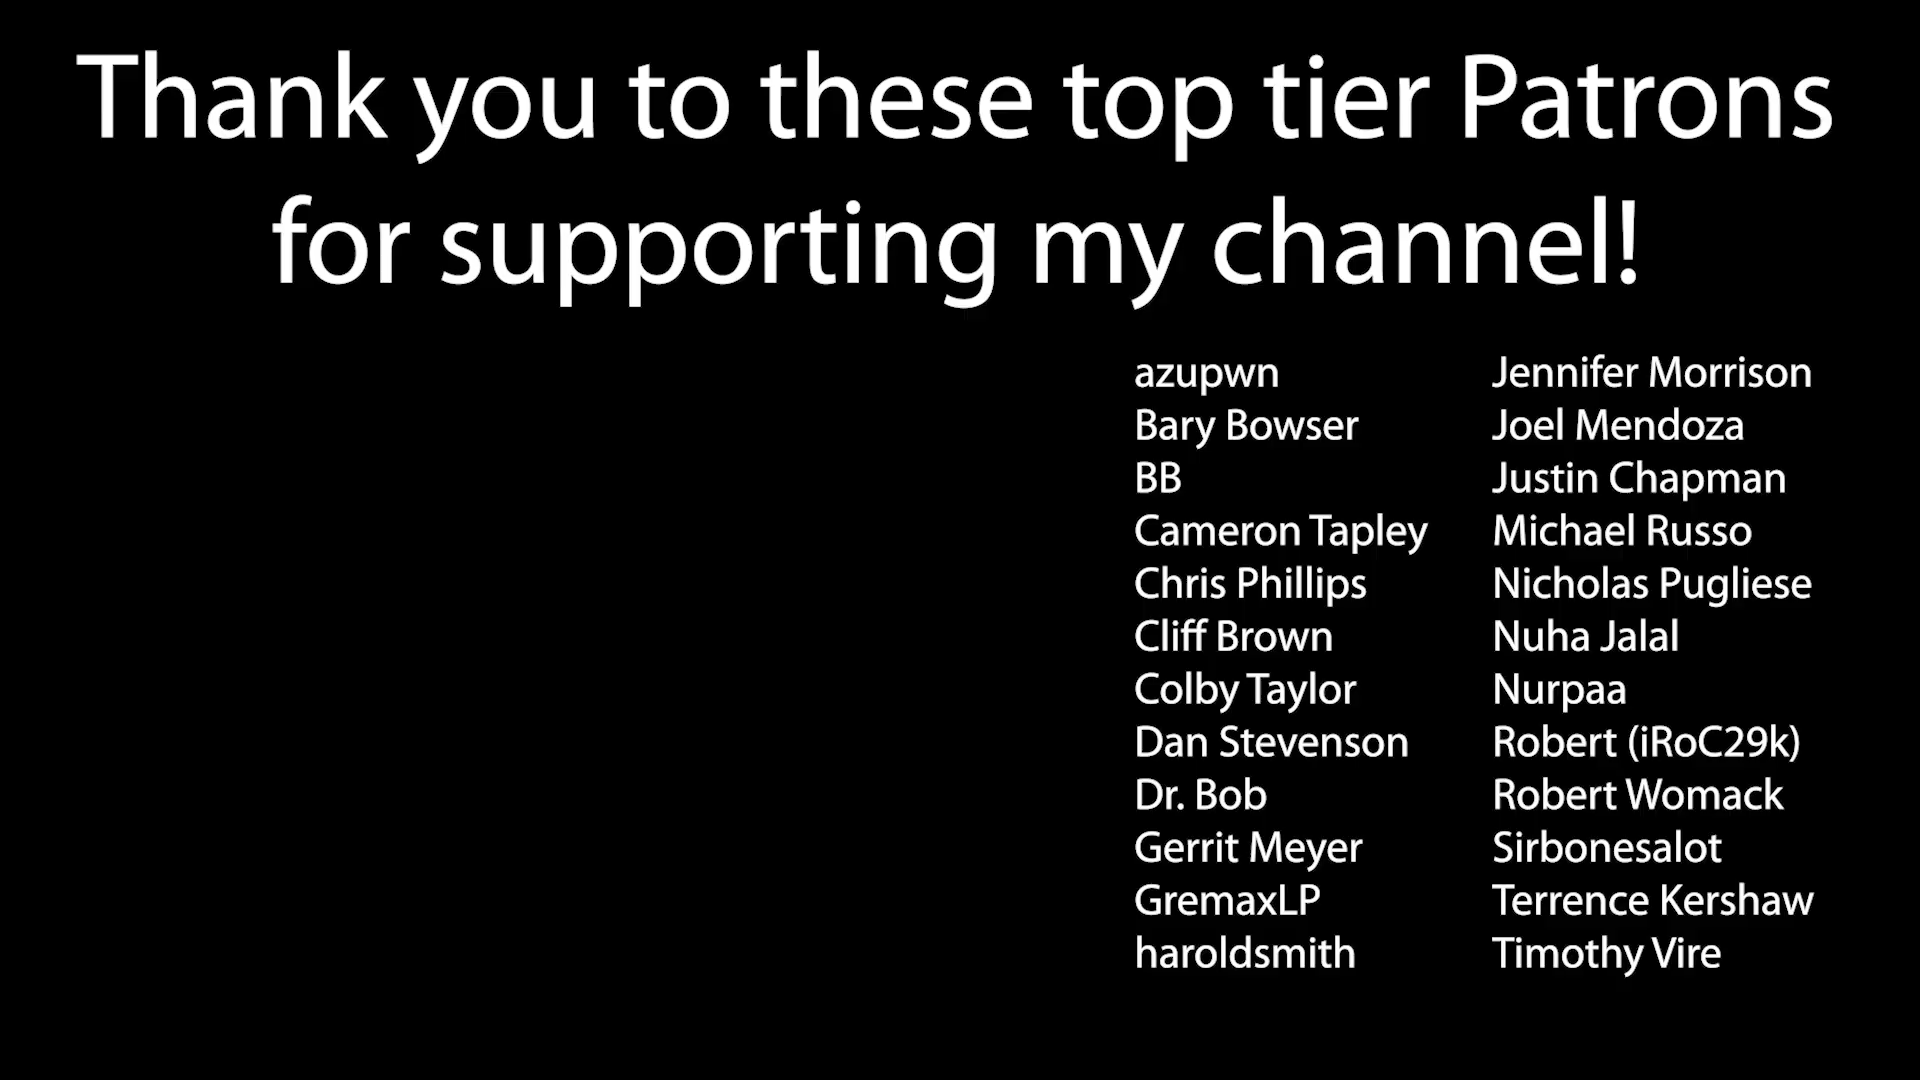 Thank you to these top tier Patrons
for supporting my channel!
azupwn
Bary Bowser
BB
Cameron Tapley
Chris Phillips
Cliff Brown
Colby Taylor
Dan Stevenson
Dr. Bob
Gerrit Meyer
GremaxLP
haroldsmith
Jennifer Morrison
Joel Mendoza
Justin Chapman
Michael Russo
Nicholas Pugliese
Nuha Jalal
Nurpaa
Robert (iRoC29k)
Robert Womack
Sirbonesalot
Terrence Kershaw
Timothy Vire